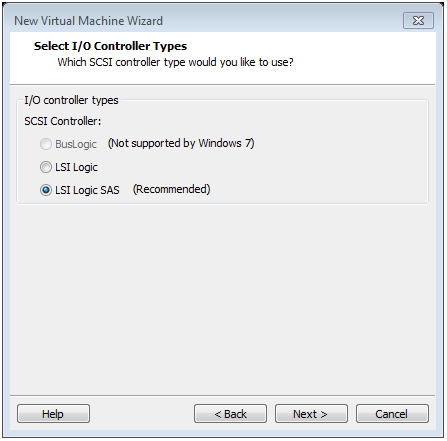 New Virtual Machine Wizard
Select I/O Controller Types
Which SCSI controller type would you like to use?
I/O controller types
SCSI Controller:
BusLogic (Not supported by Windows 7)
LSI Logic
LSI Logic SAS (Recommended)
Help < Back Next > Cancel